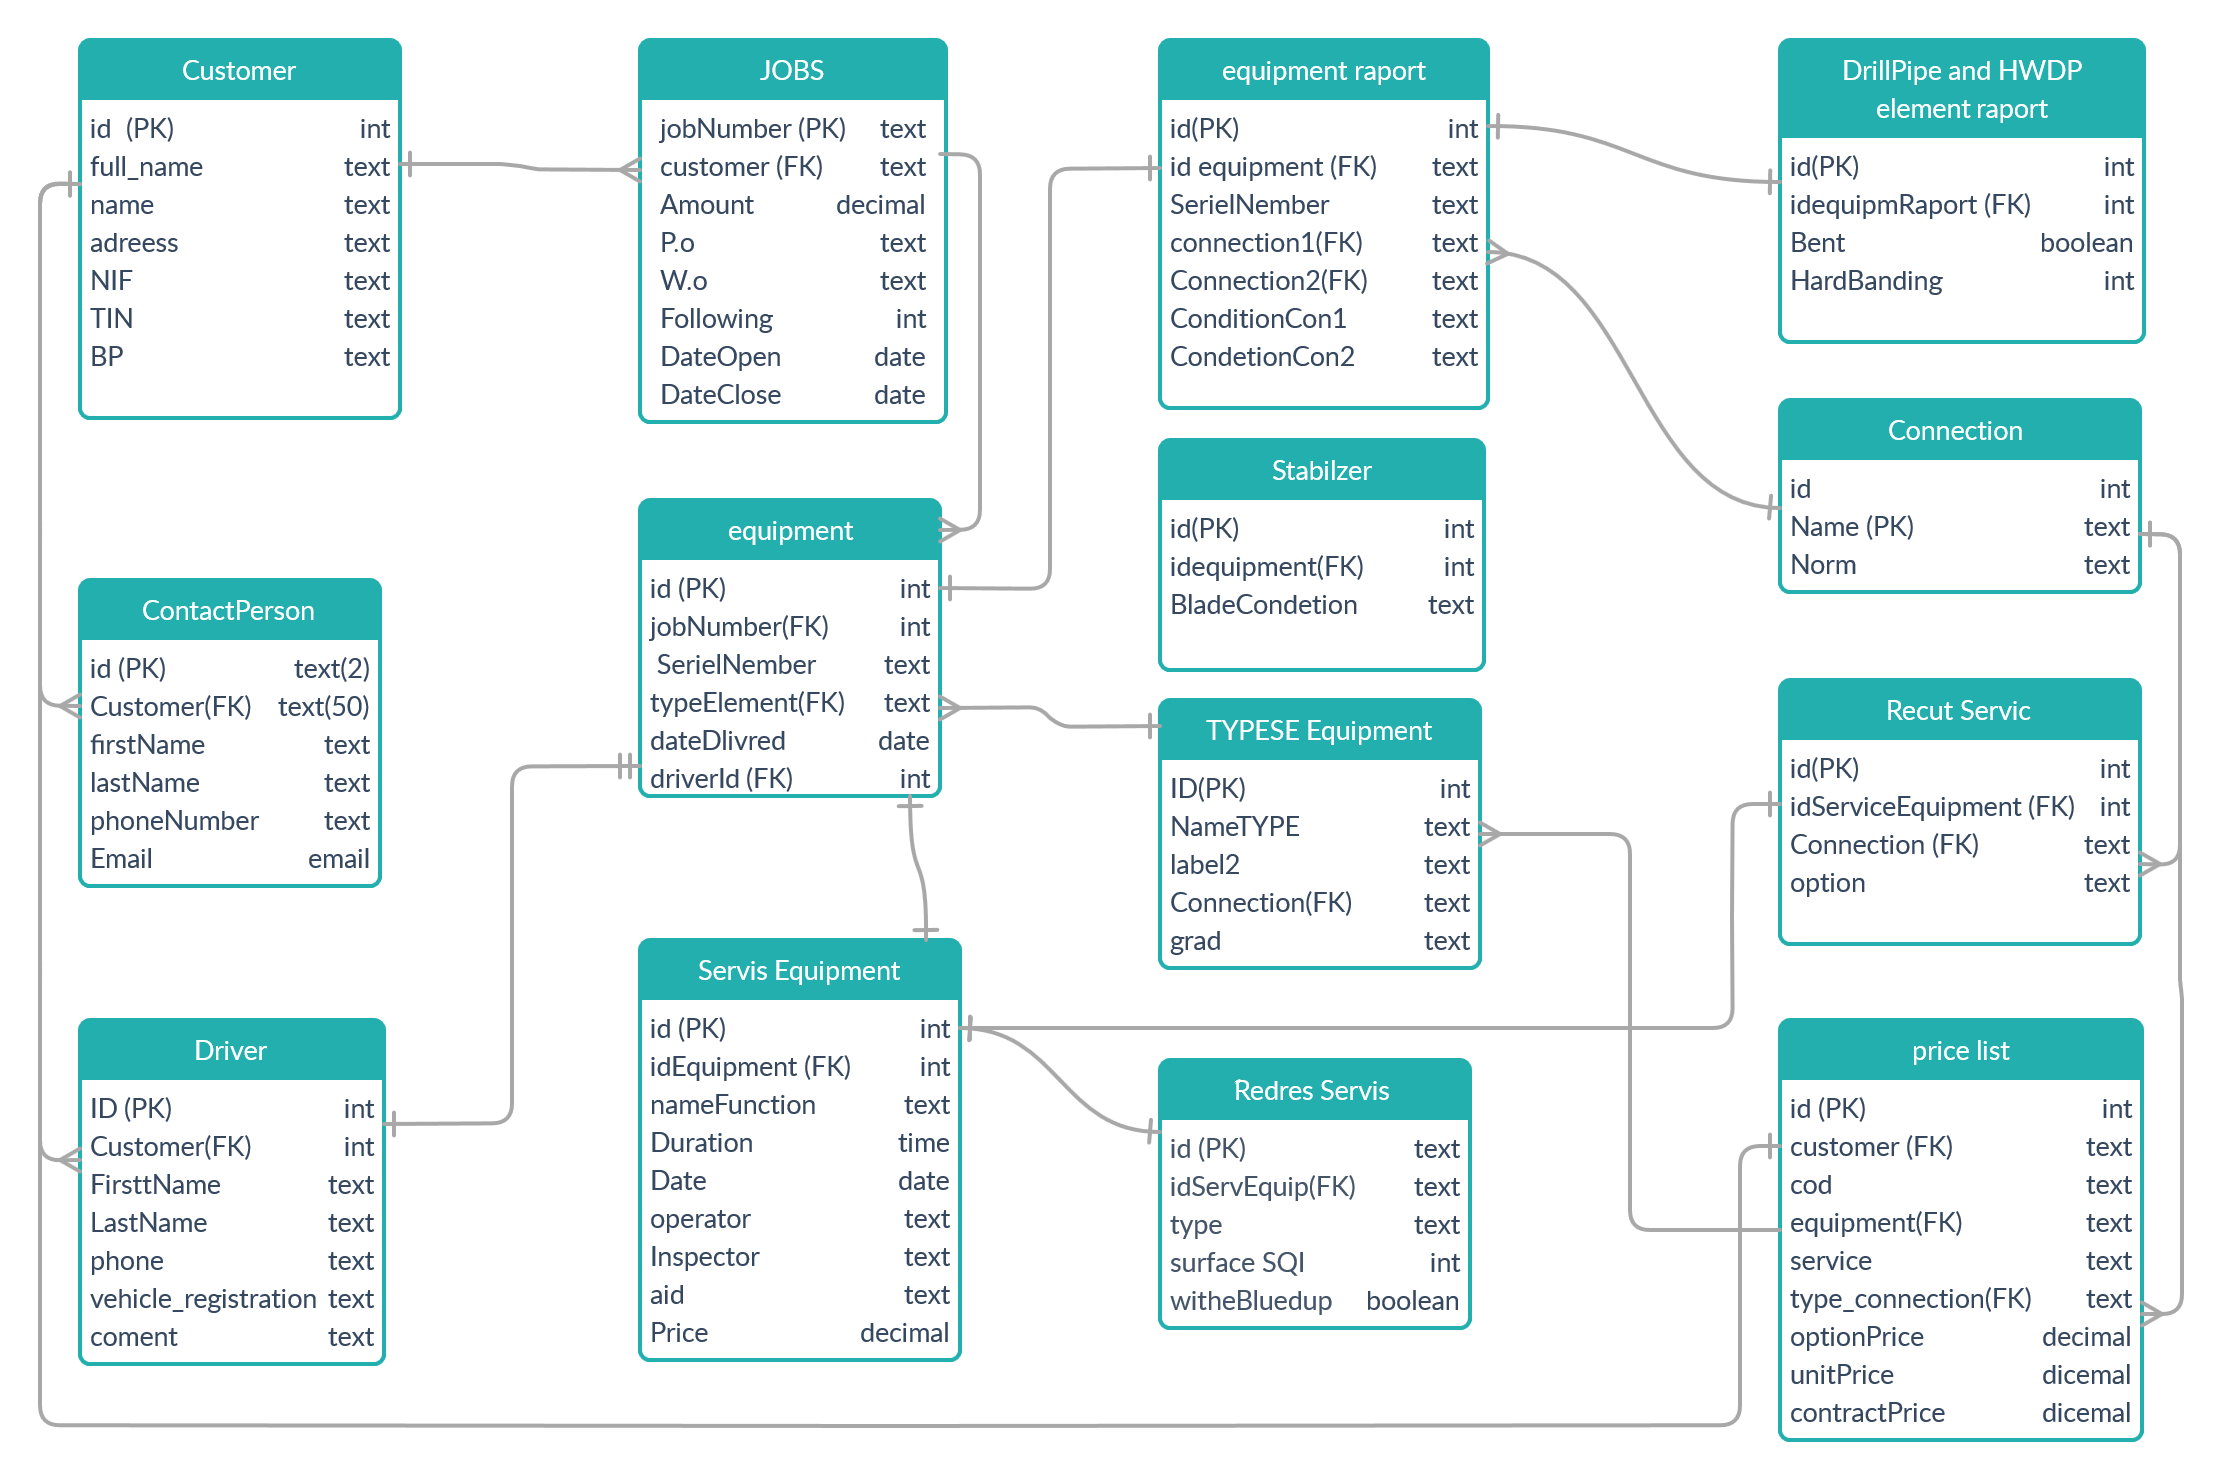 Customer
id (PK) int
full_name text
name text
adreess text
NIF text
TIN text
BP text
JOBS
jobNumber (PK) text
customer (FK) text
Amount decimal
P.o text
W.o text
Following int
DateOpen date
DateClose date
equipment raport
id(PK) int
id equipment (FK) text
SerielNember text
connection1(FK) text
Connection2(FK) text
ConditionCon1 text
CondetionCon2 text
DrillPipe and HWDP
element raport
id(PK) int
idequipmRaport (FK) int
Bent boolean
HardBanding int
Connection
id int
Name (PK) text
Norm text
Stabilzer
id(PK) int
idequipment(FK) int
BladeCondetion text
equipment
id (PK) int
jobNumber(FK) int
SerielNember text
typeElement(FK) text
dateDlivred date
driverId (FK) int
ContactPerson
id (PK) text(2)
Customer(FK) text(50)
firstName text
lastName text
phoneNumber text
Email email
TYPESE Equipment
ID(PK) int
NameTYPE text
label2 text
Connection(FK) text
grad text
Recut Servic
id(PK) int
idServiceEquipment (FK) int
Connection (FK) text
option text
Servis Equipment
id (PK) int
idEquipment (FK) int
nameFunction text
Duration time
Date date
operator text
Inspector text
aid text
Price decimal
Driver
ID (PK) int
Customer(FK) int
FirsttName text
LastName text
phone text
vehicle_registration text
coment text
Redres Servis
id (PK) text
idServEquip(FK) text
type text
surface SQI int
witheBluedup boolean
price list
id (PK) int
customer (FK) text
cod text
equipment(FK) text
service text
type_connection(FK) text
optionPrice decimal
unitPrice dicemal
contractPrice dicemal